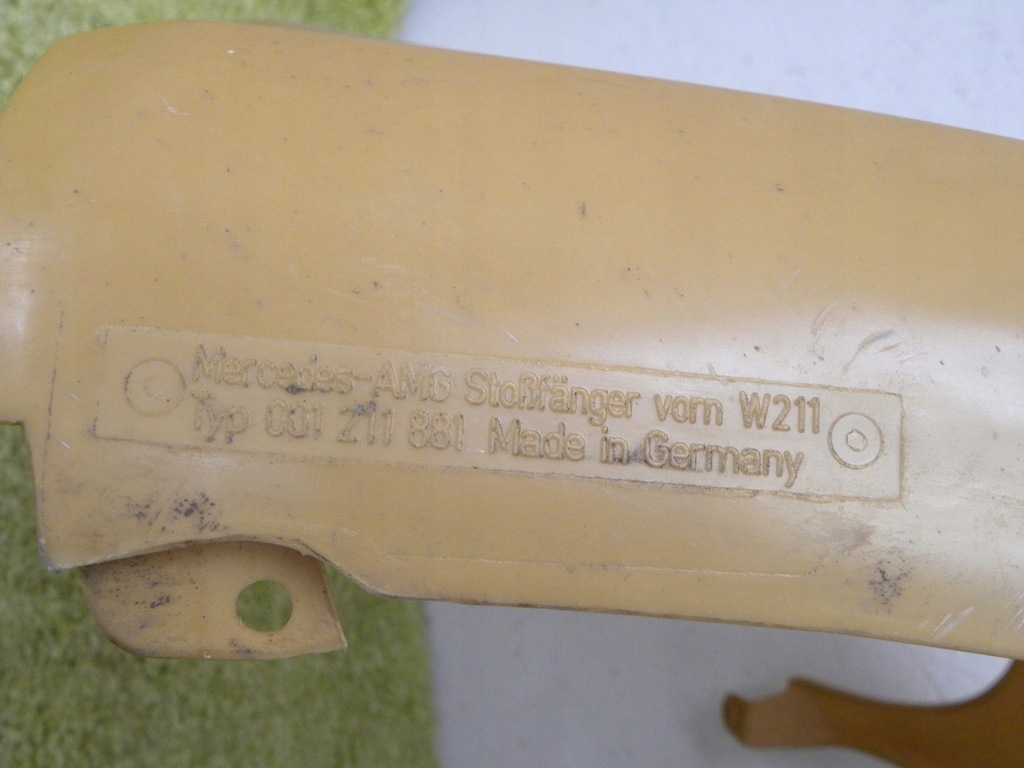 Mercedes-AMG Stoßfänger vorn W211
Typ 001 211 881 Made in Germany